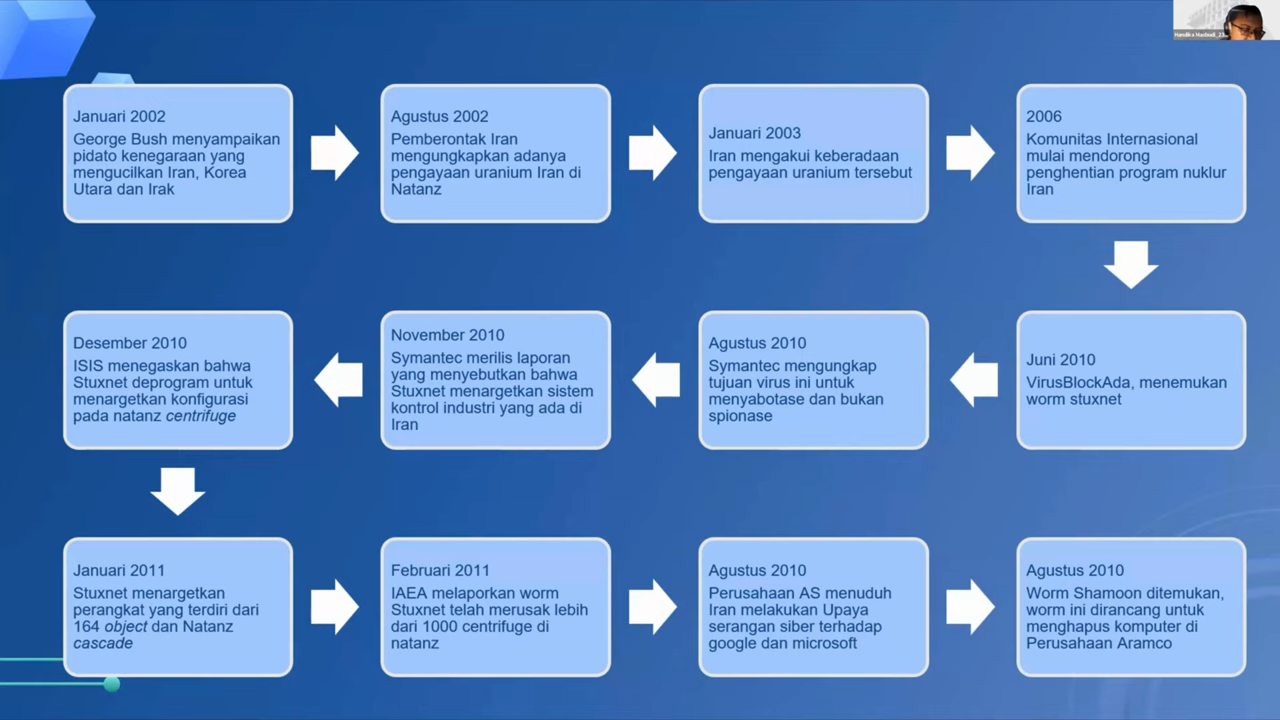 Januari 2002
George Bush menyampaikan
pidato kenegaraan yang
mengucilkan Iran, Korea
Utara dan Irak
Agustus 2002
Pemberontak Iran
mengungkapkan adanya
pengayaan uranium Iran di
Natanz
Januari 2003
Iran mengakui keberadaan
pengayaan uranium tersebut
2006
Komunitas Internasional
mulai mendorong
penghentian program nuklur
Iran
Juni 2010
VirusBlockAda, menemukan
worm stuxnet
Agustus 2010
Symantec mengungkap
tujuan virus ini untuk
menyabotase dan bukan
spionase
November 2010
Symantec merilis laporan
yang menyebutkan bahwa
Stuxnet menargetkan sistem
kontrol industri yang ada di
Iran
Desember 2010
ISIS menegaskan bahwa
Stuxnet deprogram untuk
menargetkan konfigurasi
pada natanz centrifuge
Januari 2011
Stuxnet menargetkan
perangkat yang terdiri dari
164 object dan Natanz
cascade
Februari 2011
IAEA melaporkan worm
Stuxnet telah merusak lebih
dari 1000 centrifuge di
natanz
Agustus 2010
Perusahaan AS menuduh
Iran melakukan Upaya
serangan siber terhadap
google dan microsoft
Agustus 2010
Worm Shamoon ditemukan,
worm ini dirancang untuk
menghapus komputer di
Perusahaan Aramco